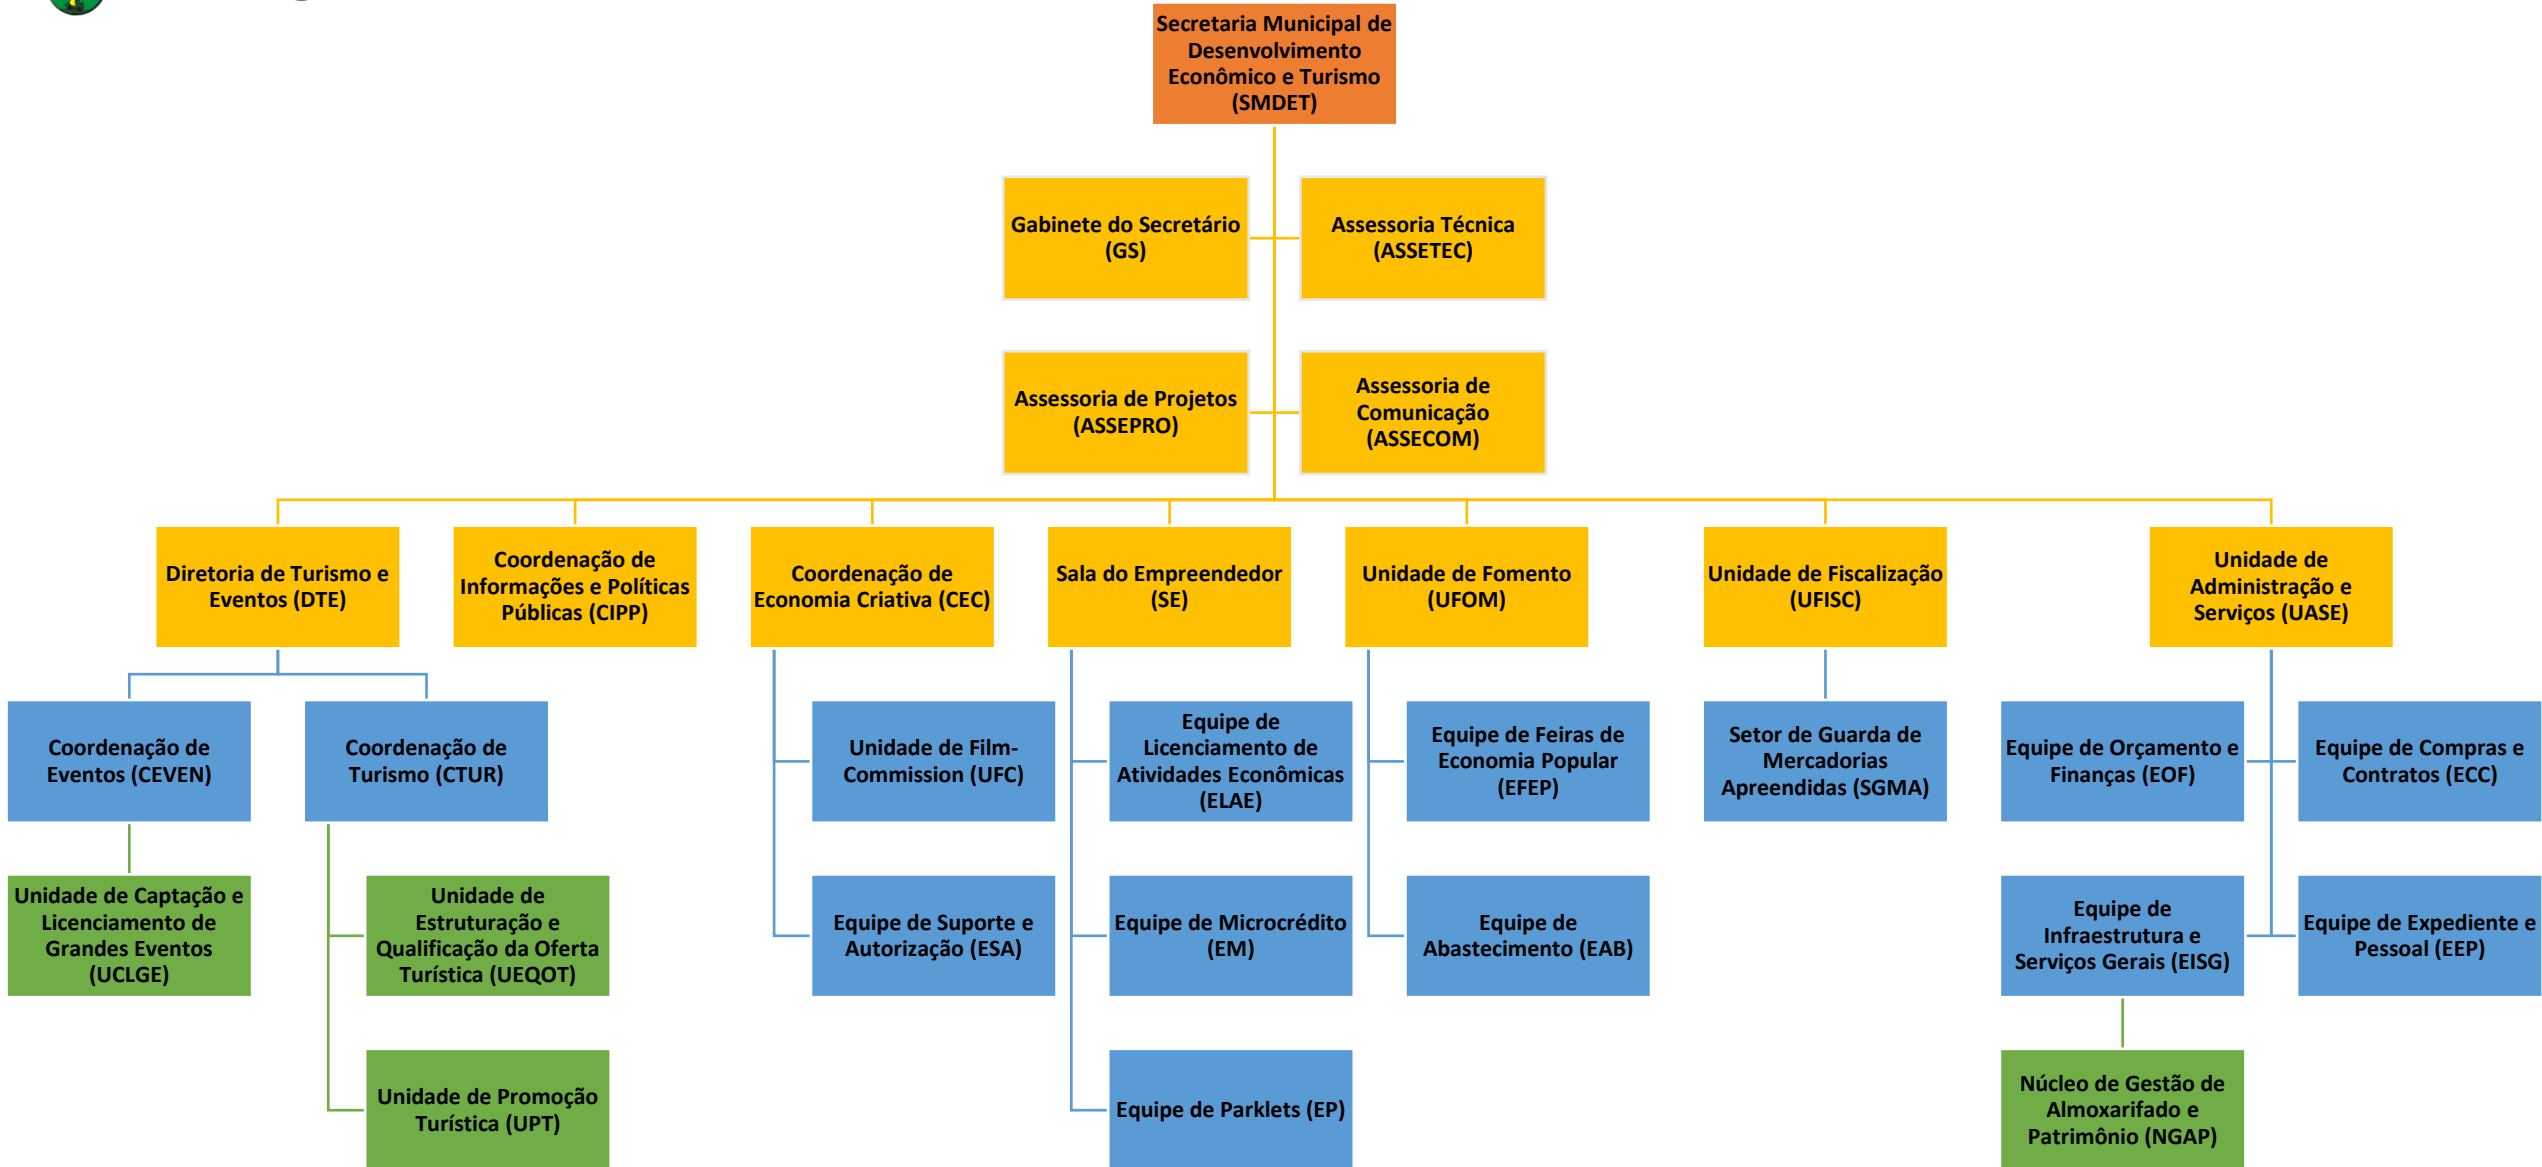 Secretaria Municipal de
Desenvolvimento
Econômico e Turismo
(SMDET)
Gabinete do Secretário
(GS)
Assessoria Técnica
(ASSETEC)
Assessoria de Projetos
(ASSEPRO)
Assessoria de
Comunicação
(ASSECOM)
Diretoria de Turismo e
Eventos (DTE)
Coordenação de
Informações e Políticas
Públicas (CIPP)
Coordenação de
Economia Criativa (CEC)
Sala do Empreendedor
(SE)
Unidade de Fomento
(UFOM)
Unidade de Fiscalização
(UFISC)
Unidade de
Administração e
Serviços (UASE)
Coordenação de
Eventos (CEVEN)
Coordenação de
Turismo (CTUR)
Unidade de Film-
Commission (UFC)
Equipe de
Licenciamento de
Atividades Econômicas
(ELAE)
Equipe de Feiras de
Economia Popular
(EFEP)
Setor de Guarda de
Mercadorias
Apreendidas (SGMA)
Equipe de Orçamento e
Finanças (EOF)
Equipe de Compras e
Contratos (ECC)
Unidade de Captação e
Licenciamento de
Grandes Eventos
(UCLGE)
Unidade de
Estruturação e
Qualificação da Oferta
Turística (UEQOT)
Equipe de Suporte e
Autorização (ESA)
Equipe de Microcrédito
(EM)
Equipe de
Abastecimento (EAB)
Equipe de
Infraestrutura e
Serviços Gerais (EISG)
Equipe de Expediente e
Pessoal (EEP)
Unidade de Promoção
Turística (UPT)
Equipe de Parklets (EP)
Núcleo de Gestão de
Almoxarifado e
Patrimônio (NGAP)